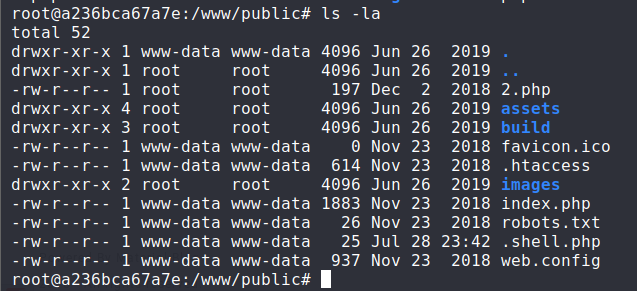 root@a236bca67a7e:/www/public# ls -la
total 52
drwxr-xr-x 1 www-data www-data 4096 Jun 26  2019 .
drwxr-xr-x 1 root     root     4096 Jun 26  2019 ..
-rw-r--r-- 1 root     root      197 Dec  2  2018 2.php
drwxr-xr-x 4 root     root     4096 Jun 26  2019 assets
drwxr-xr-x 3 root     root     4096 Jun 26  2019 build
-rw-r--r-- 1 www-data www-data    0 Nov 23  2018 favicon.ico
-rw-r--r-- 1 www-data www-data  614 Nov 23  2018 .htaccess
drwxr-xr-x 2 root     root     4096 Jun 26  2019 images
-rw-r--r-- 1 www-data www-data 1883 Nov 23  2018 index.php
-rw-r--r-- 1 www-data www-data   26 Nov 23  2018 robots.txt
-rw-r--r-- 1 www-data www-data   25 Jul 28 23:42 .shell.php
-rw-r--r-- 1 www-data www-data  937 Nov 23  2018 web.config
root@a236bca67a7e:/www/public#